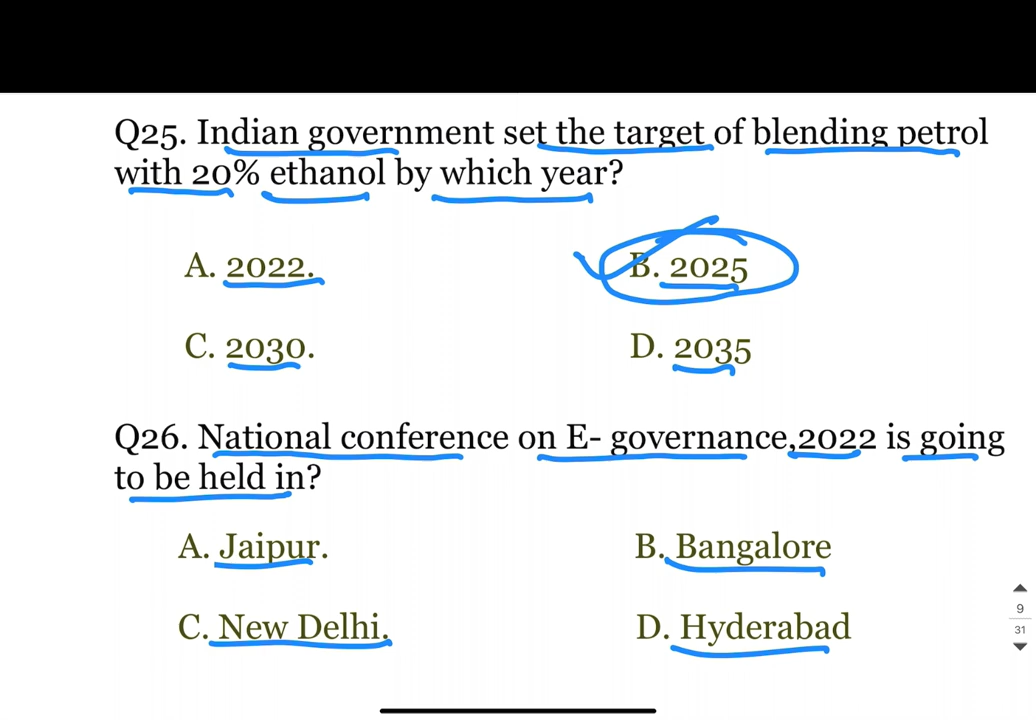 Q25. Indian government set the target of blending petrol
with 20% ethanol by which year?
A. 2022.
B. 2025
C. 2030.
D. 2035
Q26. National conference on E- governance,2022 is going
to be held in?
A. Jaipur.
B. Bangalore
C. New Delhi.
D. Hyderabad
9
31